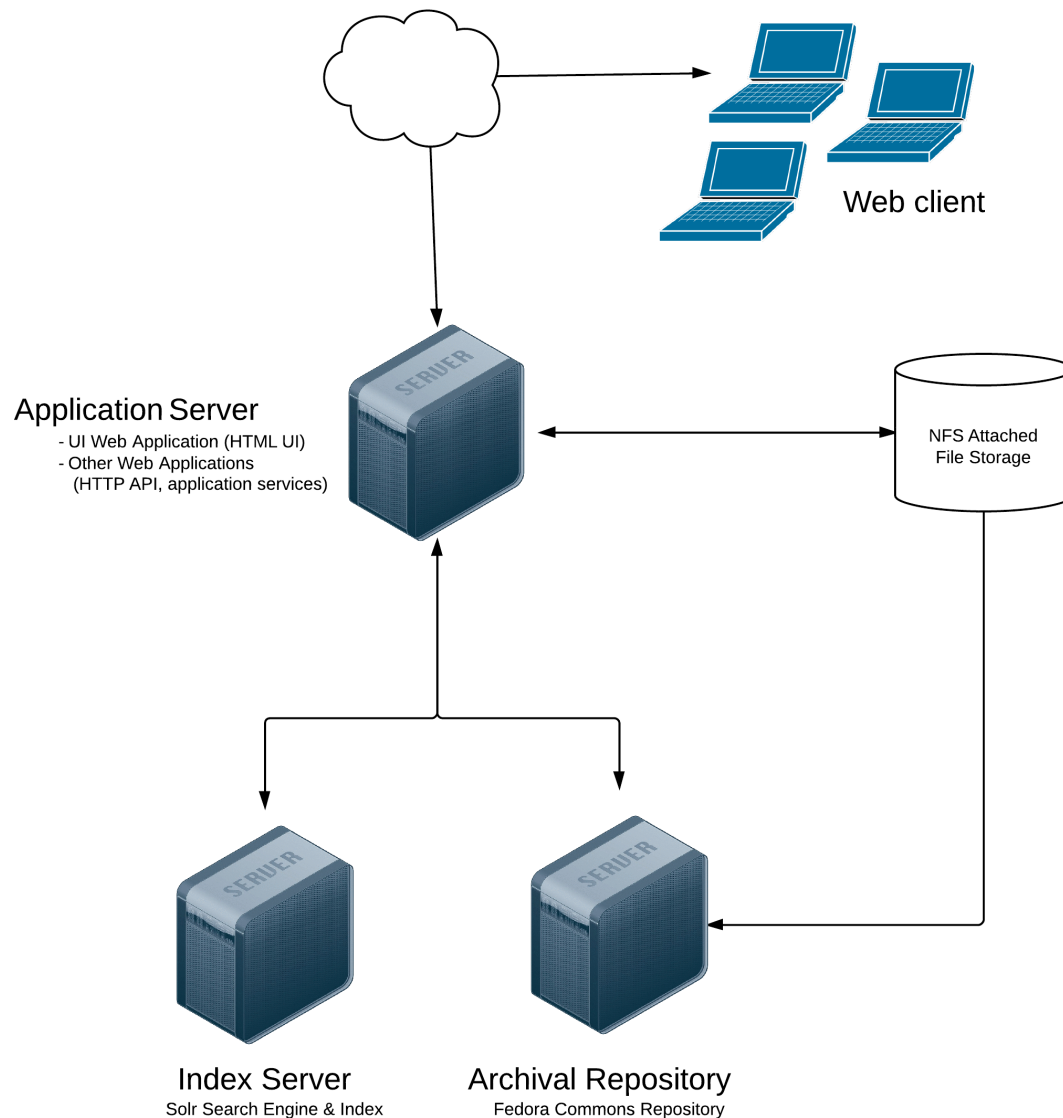 Web client
SERVER
Application Server
- UI Web Application (HTML UI)
- Other Web Applications
(HTTP API, application services)
NFS Attached
File Storage
SERVER
SERVER
Index Server
Solr Search Engine & Index
Archival Repository
Fedora Commons Repository